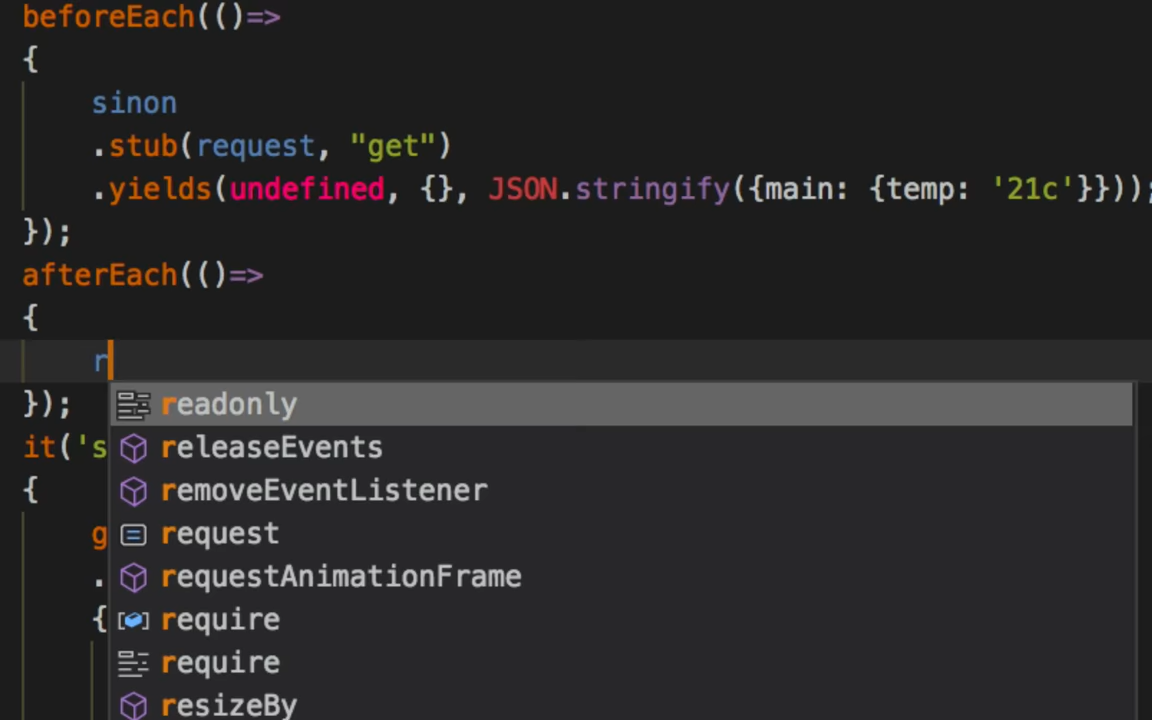 beforeEach(()=>
{
sinon
.stub(request, "get")
.yields(undefined, {}, JSON.stringify({main: {temp: '21c'}}));
});
afterEach(()=>
{
r
});
readonly
it('s
releaseEvents
{
removeEventListener
g
request
.
requestAnimationFrame
{
require
require
resizeBy